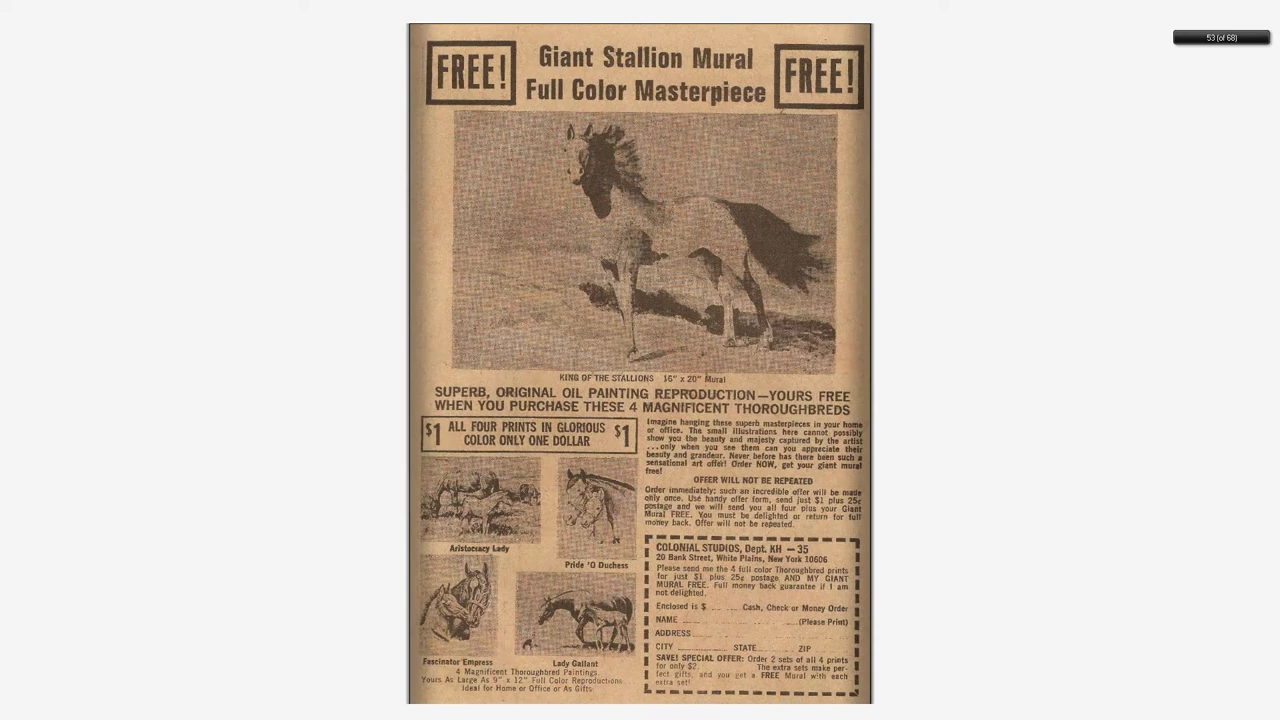 53 (of 68)
FREE!
Giant Stallion Mural
Full Color Masterpiece
FREE!
KING OF THE STALLIONS 16" x 20" Mural
SUPERB, ORIGINAL OIL PAINTING REPRODUCTION—YOURS FREE
WHEN YOU PURCHASE THESE 4 MAGNIFICENT THOROUGHBREDS
$1 ALL FOUR PRINTS IN GLORIOUS $1
COLOR ONLY ONE DOLLAR
Aristocracy Lady
Pride 'O Duchess
Fascinator Empress
Lady Gallant
4 Magnificent Thoroughbred Paintings.
Yours As Large As 9" x 12" Full Color Reproductions
Ideal for Home or Office or As Gifts
Imagine hanging these superb masterpieces in your home
or office. The small illustrations here cannot possibly
show you the beauty and majesty captured by the artist
...only when you see them can you appreciate their
beauty and grandeur. Never before has there been such a
sensational art offer! Order NOW, get your giant mural
free!
OFFER WILL NOT BE REPEATED
Order immediately; such an incredible offer will be made
only once. Use handy offer form, send just $1 plus 25¢
postage and we will send you all four plus your Giant
Mural FREE. You must be delighted or return for full
money back. Offer will not be repeated.
COLONIAL STUDIOS, Dept. KH —35
20 Bank Street, White Plains, New York 10606
Please send me the 4 full color Thoroughbred prints
for just $1 plus 25¢ postage AND MY GIANT
MURAL FREE. Full money back guarantee if I am
not delighted.
Enclosed is $ Cash, Check or Money Order
NAME (Please Print)
ADDRESS
CITY STATE ZIP
SAVE! SPECIAL OFFER: Order 2 sets of all 4 prints
for only $2. The extra sets make per-
fect gifts, and you get a FREE Mural with each
extra set!